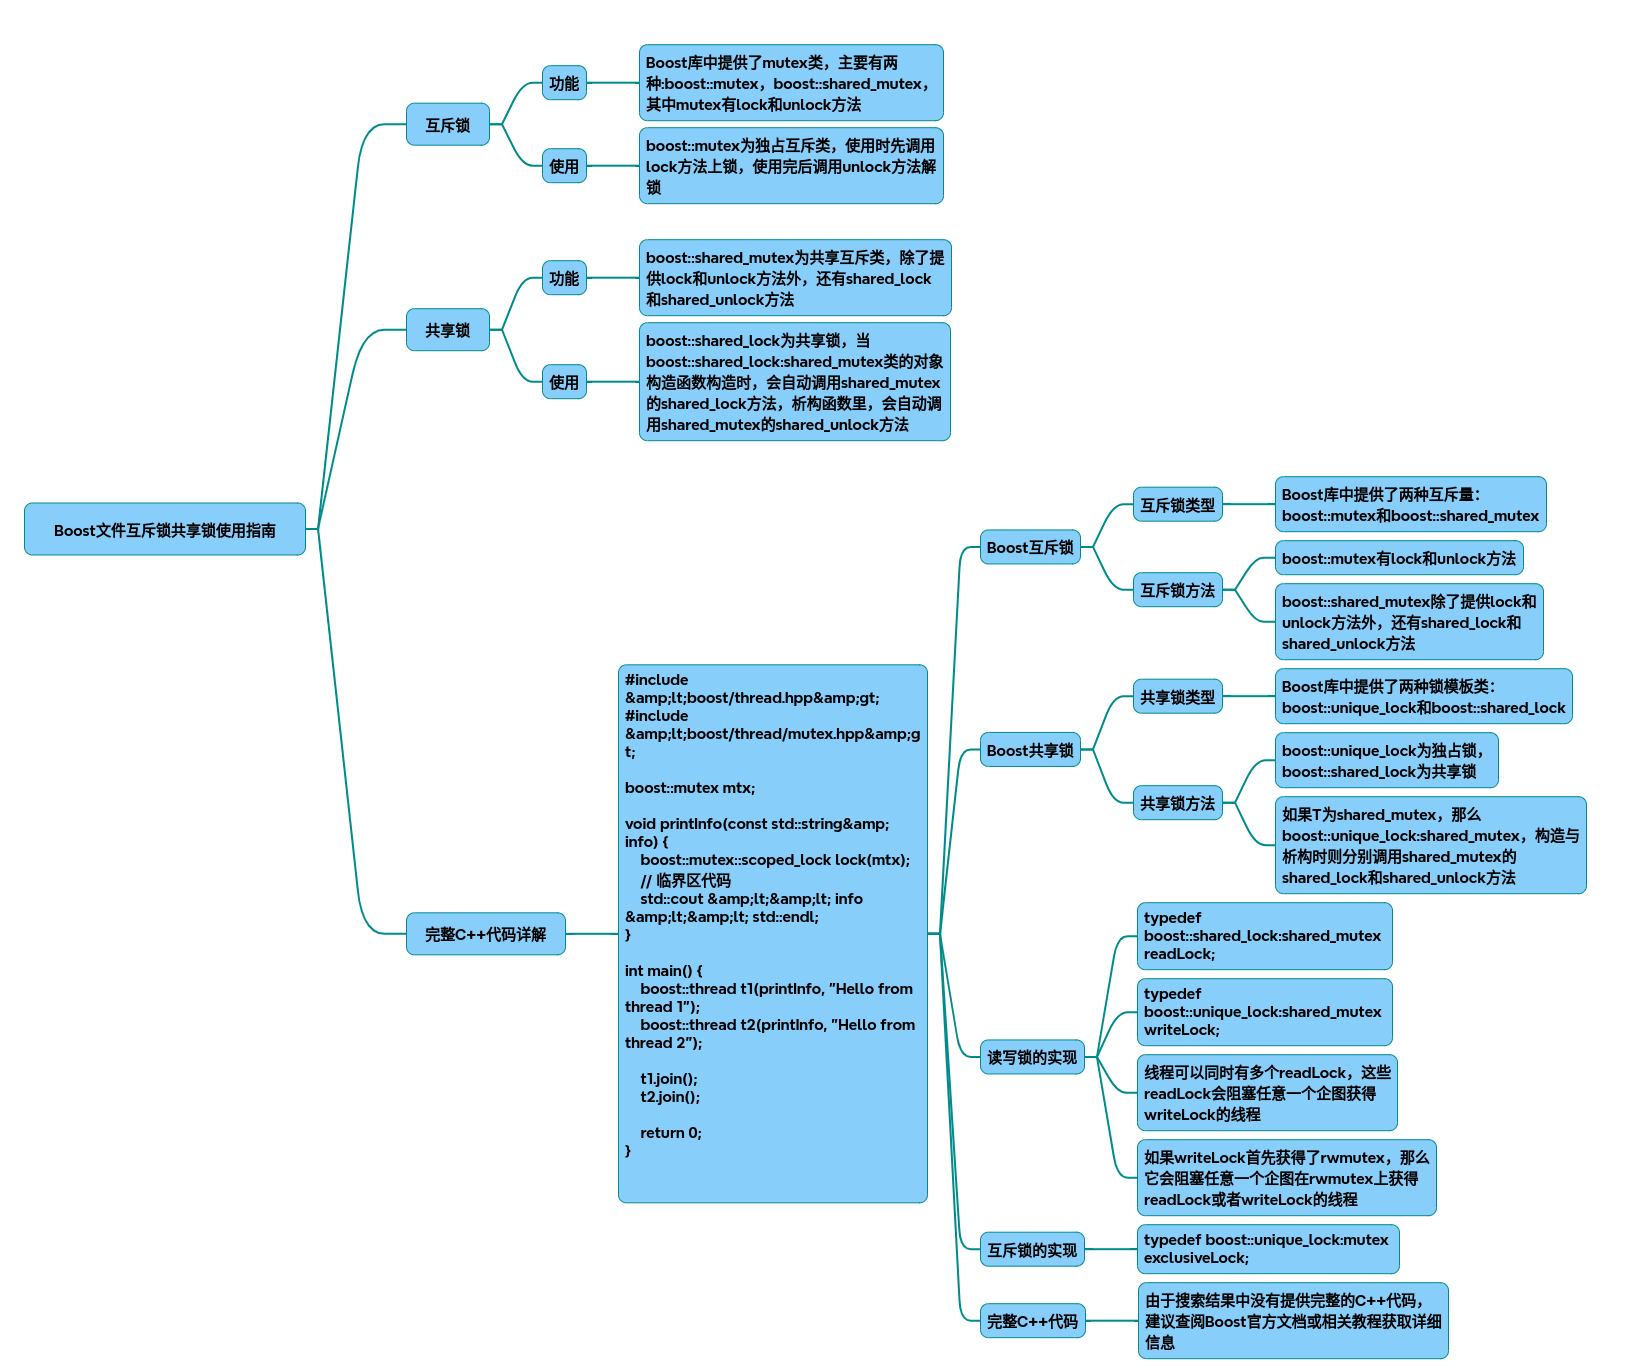 Boost文件互斥锁共享锁使用指南
互斥锁
功能
Boost库中提供了mutex类，主要有两
种:boost::mutex，boost::shared_mutex，
其中mutex有lock和unlock方法
使用
boost::mutex为独占互斥类，使用时先调用
lock方法上锁，使用完后调用unlock方法解
锁
共享锁
功能
boost::shared_mutex为共享互斥类，除了提
供lock和unlock方法外，还有shared_lock
和shared_unlock方法
使用
boost::shared_lock为共享锁，当
boost::shared_lock:shared_mutex类的对象
构造函数构造时，会自动调用shared_mutex
的shared_lock方法，析构函数里，会自动调
用shared_mutex的shared_unlock方法
完整C++代码详解
#include
&amp;lt;boost/thread.hpp&amp;gt;
#include
&amp;lt;boost/thread/mutex.hpp&amp;g
t;
boost::mutex mtx;
void printInfo(const std::string&amp;
info) {
boost::mutex::scoped_lock lock(mtx);
// 临界区代码
std::cout &amp;lt;&amp;lt; info
&amp;lt;&amp;lt; std::endl;
}
int main() {
boost::thread t1(printInfo, "Hello from
thread 1");
boost::thread t2(printInfo, "Hello from
thread 2");
t1.join();
t2.join();
return 0;
}
Boost互斥锁
互斥锁类型
Boost库中提供了两种互斥量：
boost::mutex和boost::shared_mutex
互斥锁方法
boost::mutex有lock和unlock方法
boost::shared_mutex除了提供lock和
unlock方法外，还有shared_lock和
shared_unlock方法
Boost共享锁
共享锁类型
Boost库中提供了两种锁模板类：
boost::unique_lock和boost::shared_lock
共享锁方法
boost::unique_lock为独占锁，
boost::shared_lock为共享锁
如果T为shared_mutex，那么
boost::unique_lock:shared_mutex，构造与
析构时则分别调用shared_mutex的
shared_lock和shared_unlock方法
读写锁的实现
typedef
boost::shared_lock:shared_mutex
readLock;
typedef
boost::unique_lock:shared_mutex
writeLock;
线程可以同时有多个readLock，这些
readLock会阻塞任意一个企图获得
writeLock的线程
如果writeLock首先获得了rwmutex，那么
它会阻塞任意一个企图在rwmutex上获得
readLock或者writeLock的线程
互斥锁的实现
typedef boost::unique_lock:mutex
exclusiveLock;
完整C++代码
由于搜索结果中没有提供完整的C++代码，
建议查阅Boost官方文档或相关教程获取详细
信息